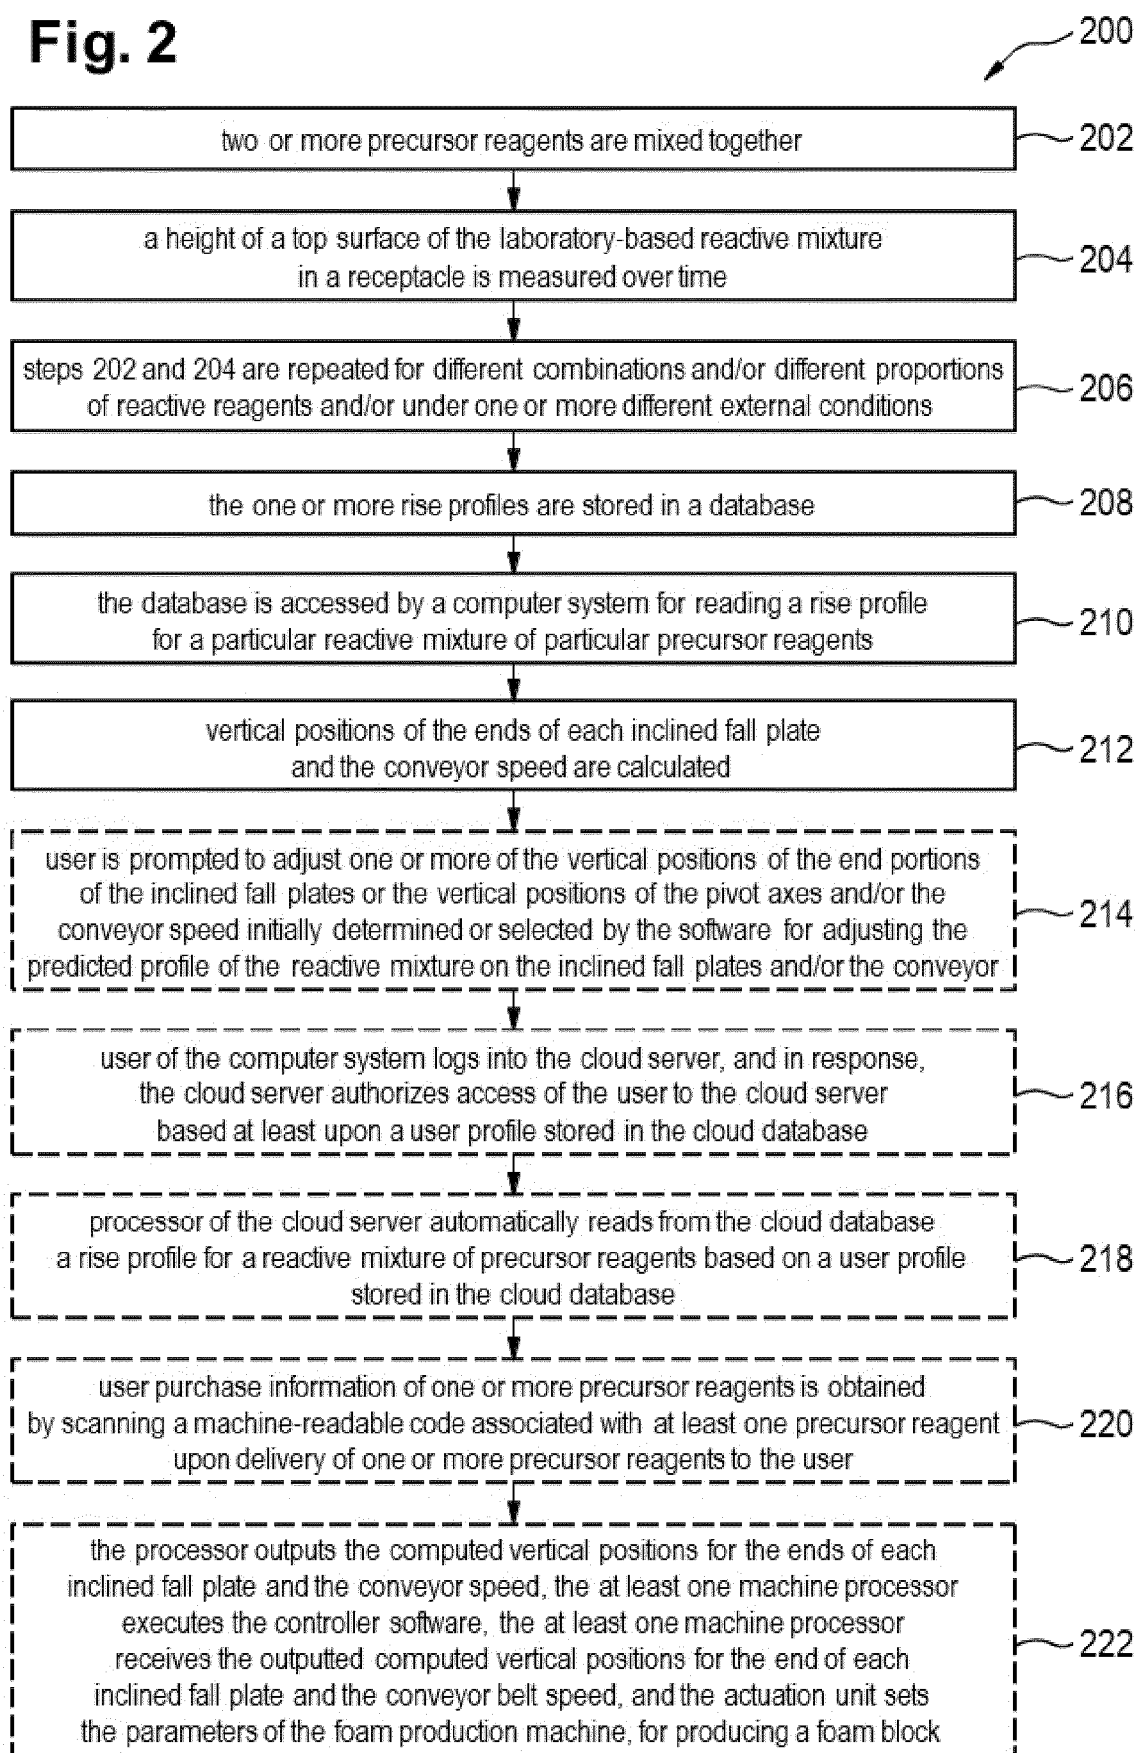 Fig. 2
200
two or more precursor reagents are mixed together
202
a height of a top surface of the laboratory-based reactive mixture
in a receptacle is measured over time
204
steps 202 and 204 are repeated for different combinations and/or different proportions
of reactive reagents and/or under one or more different external conditions
206
the one or more rise profiles are stored in a database
208
the database is accessed by a computer system for reading a rise profile
for a particular reactive mixture of particular precursor reagents
210
vertical positions of the ends of each inclined fall plate
and the conveyor speed are calculated
212
user is prompted to adjust one or more of the vertical positions of the end portions
of the inclined fall plates or the vertical positions of the pivot axes and/or the
conveyor speed initially determined or selected by the software for adjusting the
predicted profile of the reactive mixture on the inclined fall plates and/or the conveyor
214
user of the computer system logs into the cloud server, and in response,
the cloud server authorizes access of the user to the cloud server
based at least upon a user profile stored in the cloud database
216
processor of the cloud server automatically reads from the cloud database
a rise profile for a reactive mixture of precursor reagents based on a user profile
stored in the cloud database
218
user purchase information of one or more precursor reagents is obtained
by scanning a machine-readable code associated with at least one precursor reagent
upon delivery of one or more precursor reagents to the user
220
the processor outputs the computed vertical positions for the ends of each
inclined fall plate and the conveyor speed, the at least one machine processor
executes the controller software, the at least one machine processor
receives the outputted computed vertical positions for the end of each
inclined fall plate and the conveyor belt speed, and the actuation unit sets
the parameters of the foam production machine, for producing a foam block
222